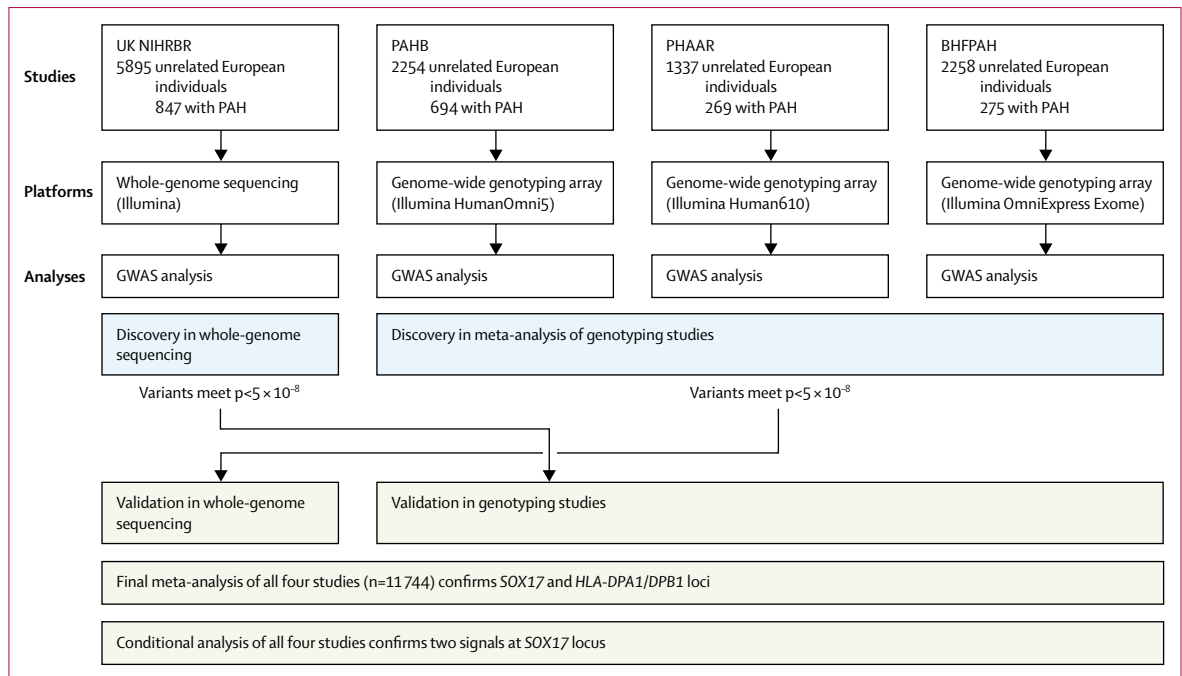 Studies
UK NIHRBR
5895 unrelated European
individuals
847 with PAH
PAHB
2254 unrelated European
individuals
694 with PAH
PHAAR
1337 unrelated European
individuals
269 with PAH
BHFPAH
2258 unrelated European
individuals
275 with PAH
Platforms
Whole-genome sequencing
(Illumina)
Genome-wide genotyping array
(Illumina HumanOmni5)
Genome-wide genotyping array
(Illumina Human610)
Genome-wide genotyping array
(Illumina OmniExpress Exome)
Analyses
GWAS analysis
GWAS analysis
GWAS analysis
GWAS analysis
Discovery in whole-genome
sequencing
Discovery in meta-analysis of genotyping studies
Variants meet p<5 × 10⁻⁸
Variants meet p<5 × 10⁻⁸
Validation in whole-genome
sequencing
Validation in genotyping studies
Final meta-analysis of all four studies (n=11 744) confirms SOX17 and HLA-DPA1/DPB1 loci
Conditional analysis of all four studies confirms two signals at SOX17 locus